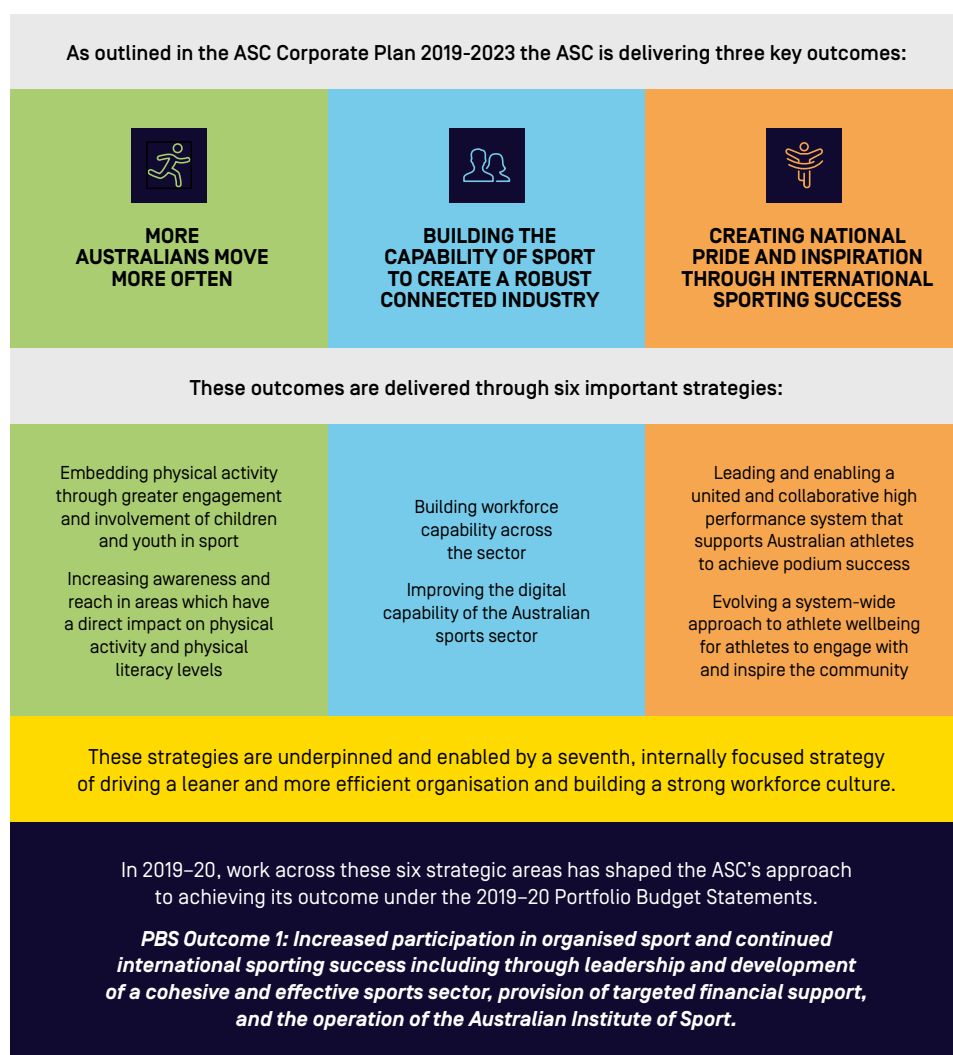 As outlined in the ASC Corporate Plan 2019-2023 the ASC is delivering three key outcomes:
MORE
AUSTRALIANS MOVE
MORE OFTEN
BUILDING THE
CAPABILITY OF SPORT
TO CREATE A ROBUST
CONNECTED INDUSTRY
CREATING NATIONAL
PRIDE AND INSPIRATION
THROUGH INTERNATIONAL
SPORTING SUCCESS
These outcomes are delivered through six important strategies:
Embedding physical activity
through greater engagement
and involvement of children
and youth in sport
Increasing awareness and
reach in areas which have
a direct impact on physical
activity and physical
literacy levels
Building workforce
capability across
the sector
Improving the digital
capability of the Australian
sports sector
Leading and enabling a
united and collaborative high
performance system that
supports Australian athletes
to achieve podium success
Evolving a system-wide
approach to athlete wellbeing
for athletes to engage with
and inspire the community
These strategies are underpinned and enabled by a seventh, internally focused strategy
of driving a leaner and more efficient organisation and building a strong workforce culture.
In 2019–20, work across these six strategic areas has shaped the ASC's approach
to achieving its outcome under the 2019–20 Portfolio Budget Statements.
PBS Outcome 1: Increased participation in organised sport and continued
international sporting success including through leadership and development
of a cohesive and effective sports sector, provision of targeted financial support,
and the operation of the Australian Institute of Sport.